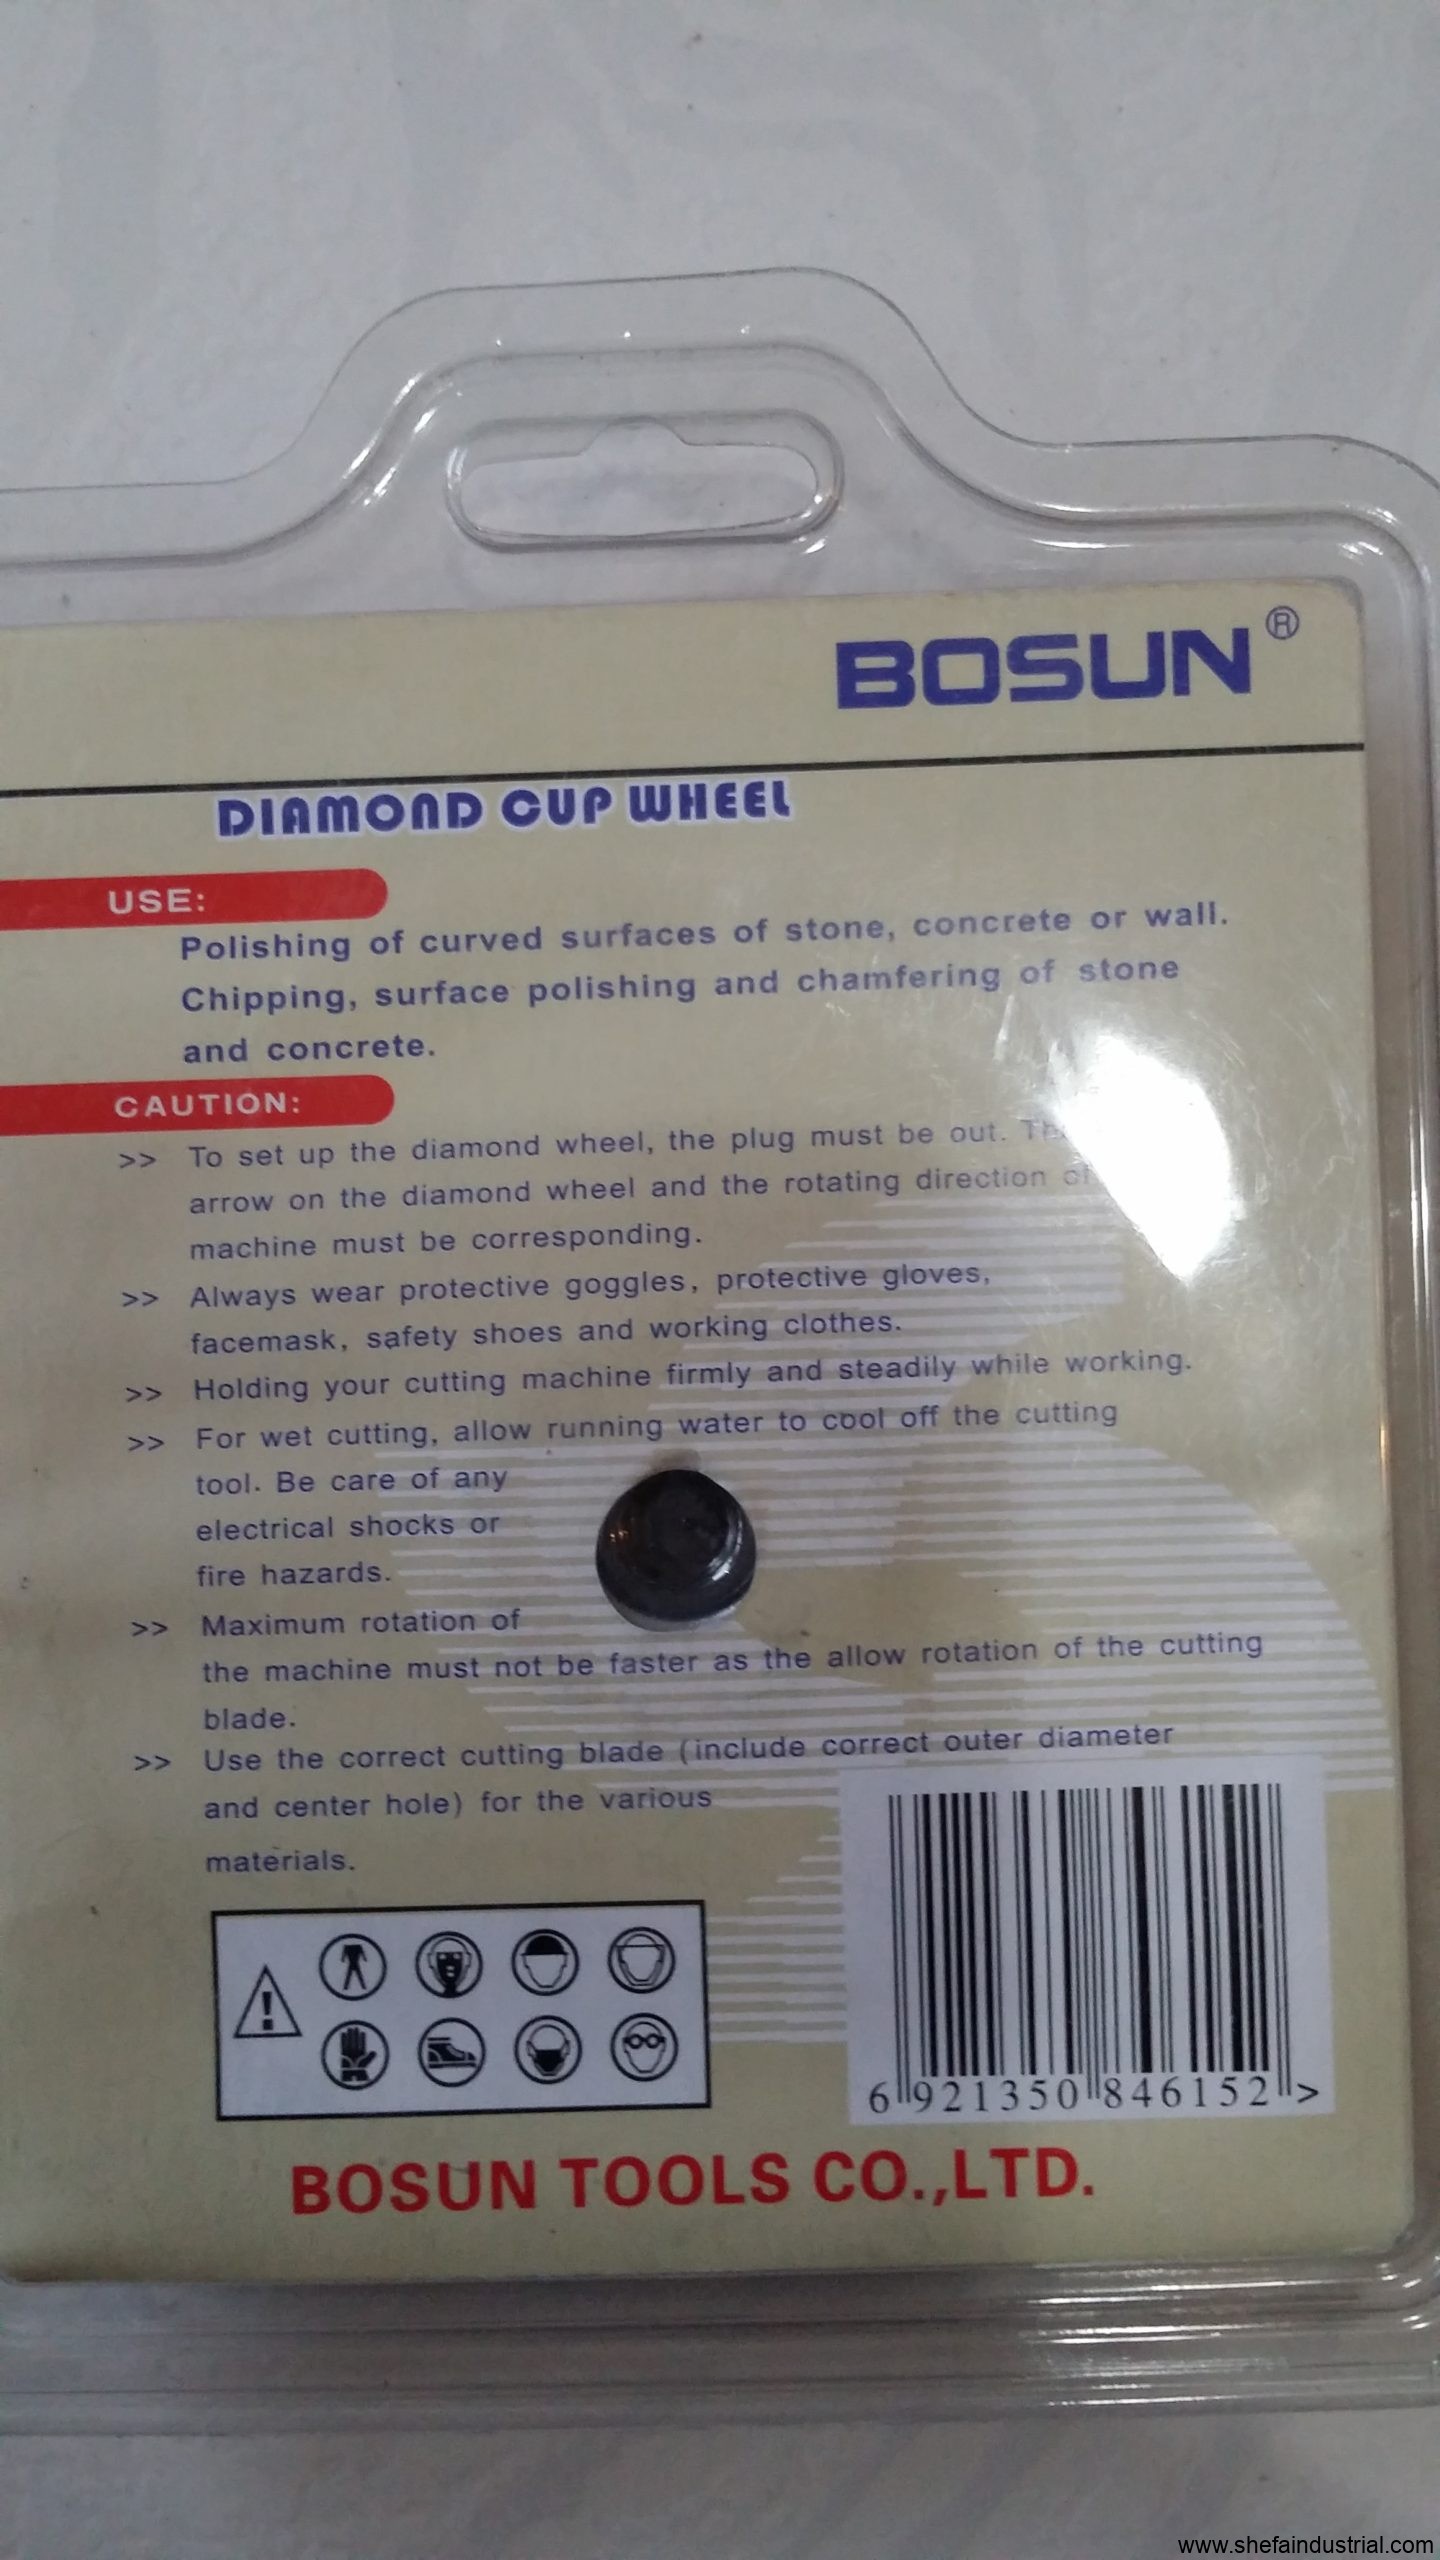 BOSUN®
DIAMOND CUP WHEEL
USE:
Polishing of curved surfaces of stone, concrete or wall.
Chipping, surface polishing and chamfering of stone
and concrete.
CAUTION:
>> To set up the diamond wheel, the plug must be out.
arrow on the diamond wheel and the rotating direction of
machine must be corresponding.
>> Always wear protective goggles, protective gloves,
facemask, safety shoes and working clothes.
>> Holding your cutting machine firmly and steadily while working.
>> For wet cutting, allow running water to cool off the cutting
tool. Be care of any
electrical shocks or
fire hazards.
>> Maximum rotation of
the machine must not be faster as the allow rotation of the cutting
blade.
>> Use the correct cutting blade (include correct outer diameter
and center hole) for the various
materials.
6 921350 846152 >
BOSUN TOOLS CO.,LTD.
www.shefaindustrial.com